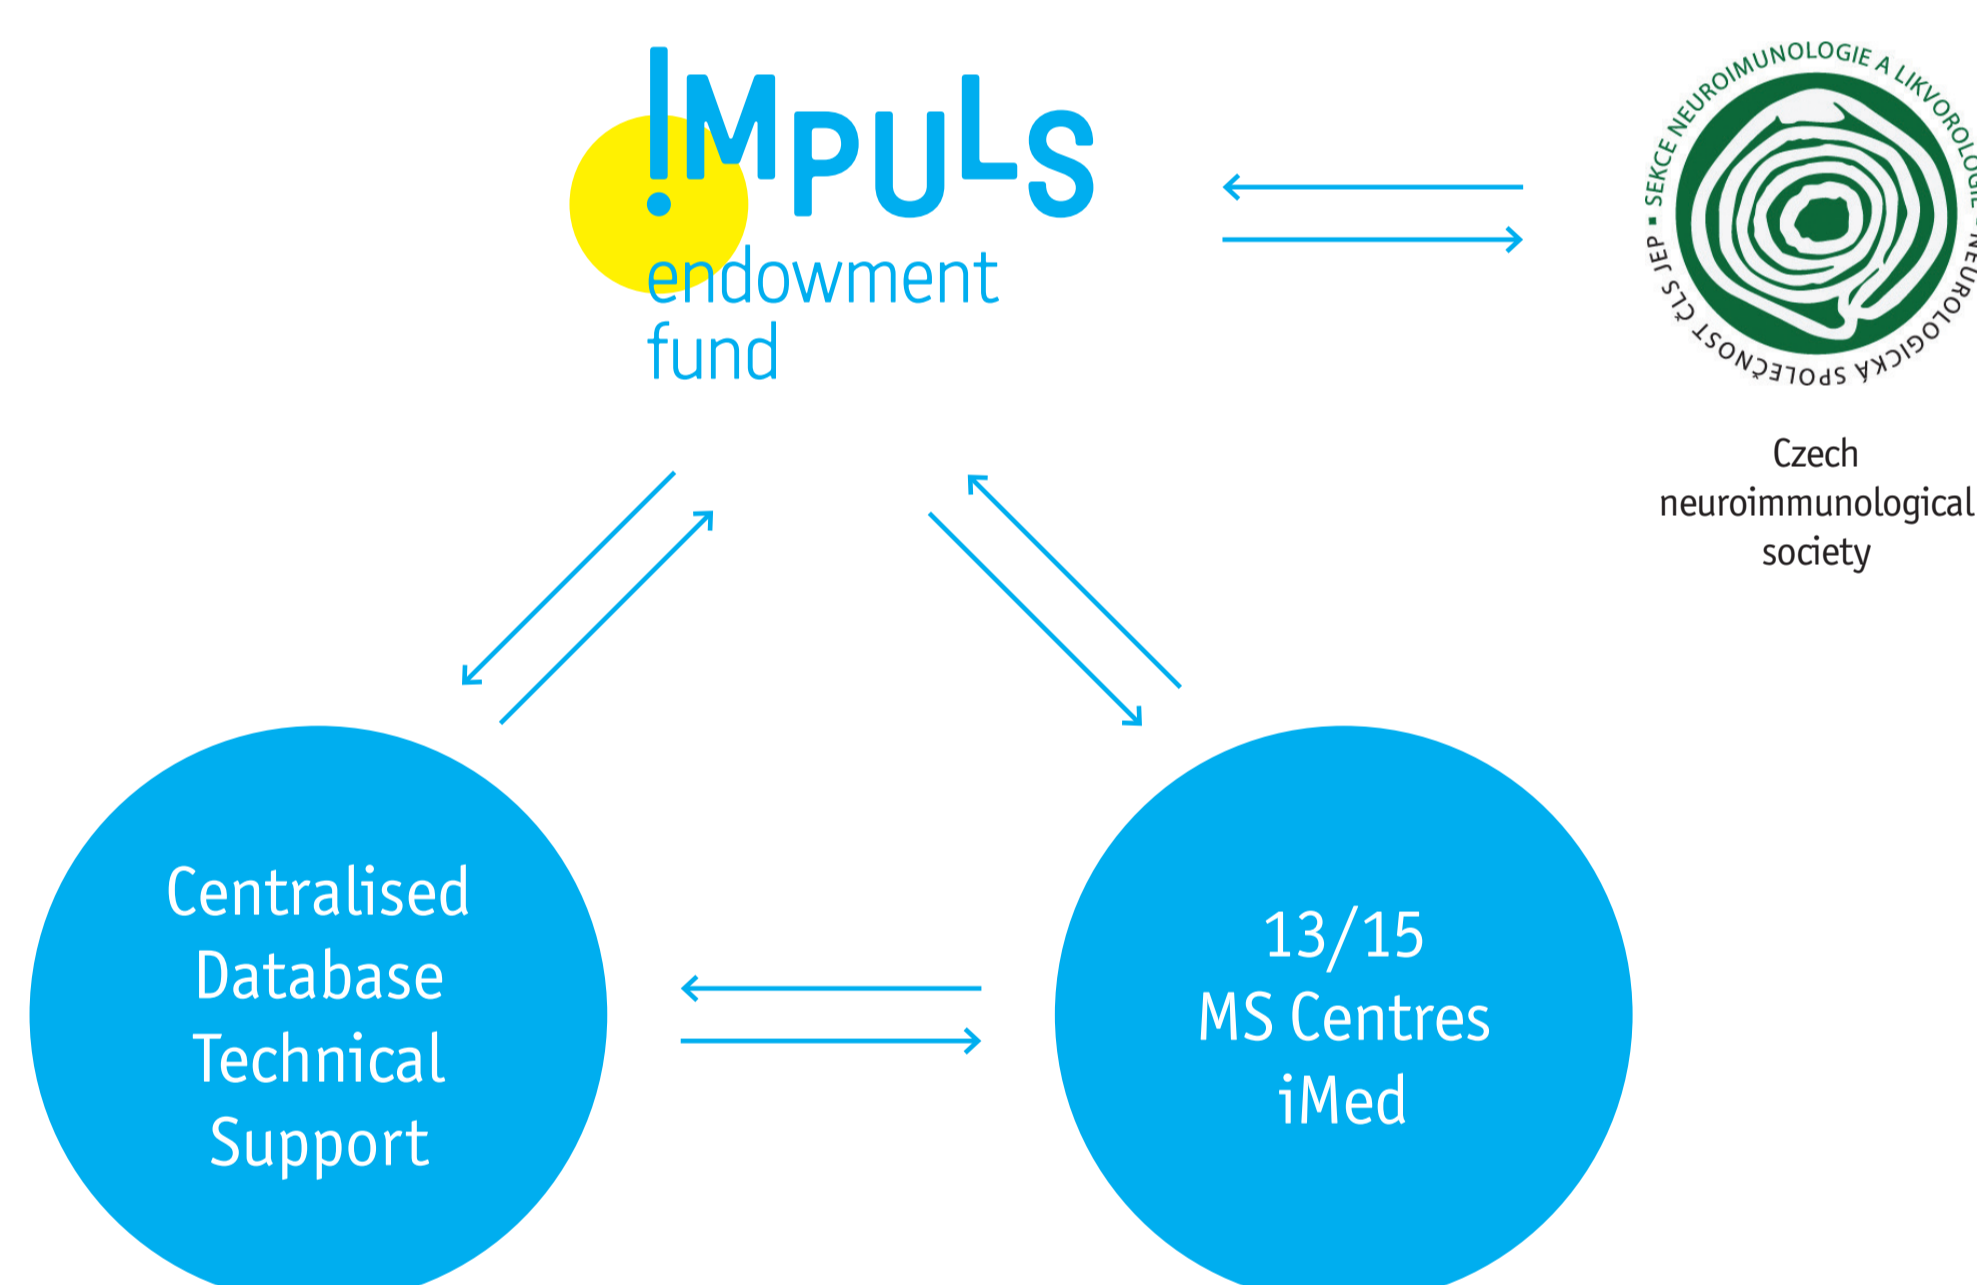 IMPULS
endowment
fund
SEKCE NEUROIMUNOLOGIE A LIKVOROLOGIE ▪ NEUROLOGICKÁ SPOLEČNOST ČLS JEP ▪
Czech
neuroimmunological
society
Centralised
Database
Technical
Support
13/15
MS Centres
iMed